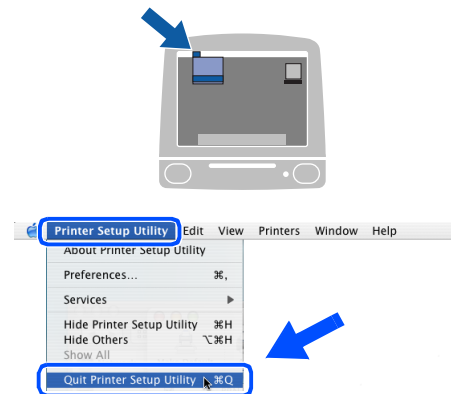 Printer Setup Utility Edit View Printers Window Help
About Printer Setup Utility
Preferences... ⌘,
Services ▶
Hide Printer Setup Utility ⌘H
Hide Others ⌥⌘H
Show All
Quit Printer Setup Utility ⌘Q